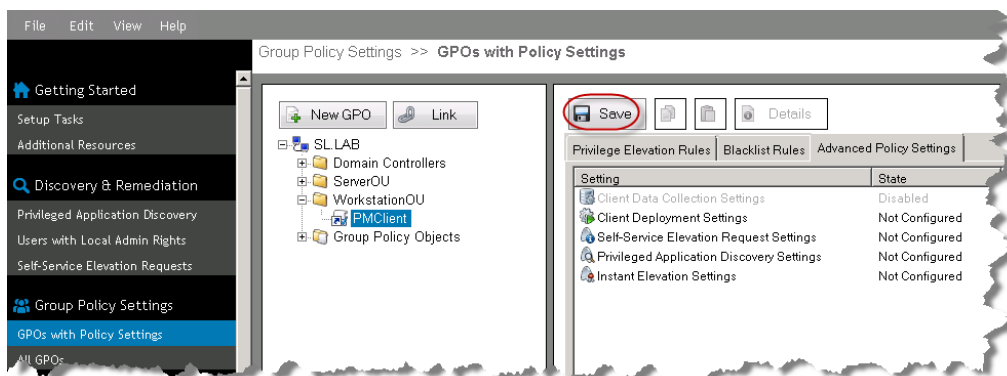 File Edit View Help
Group Policy Settings >> GPOs with Policy Settings
Getting Started
Setup Tasks
Additional Resources
Discovery & Remediation
Privileged Application Discovery
Users with Local Admin Rights
Self-Service Elevation Requests
Group Policy Settings
GPOs with Policy Settings
All GPOs
New GPO Link
SL.LAB
Domain Controllers
ServerOU
WorkstationOU
PMClient
Group Policy Objects
Save Details
Privilege Elevation Rules Blacklist Rules Advanced Policy Settings
Setting State
Client Data Collection Settings Disabled
Client Deployment Settings Not Configured
Self-Service Elevation Request Settings Not Configured
Privileged Application Discovery Settings Not Configured
Instant Elevation Settings Not Configured